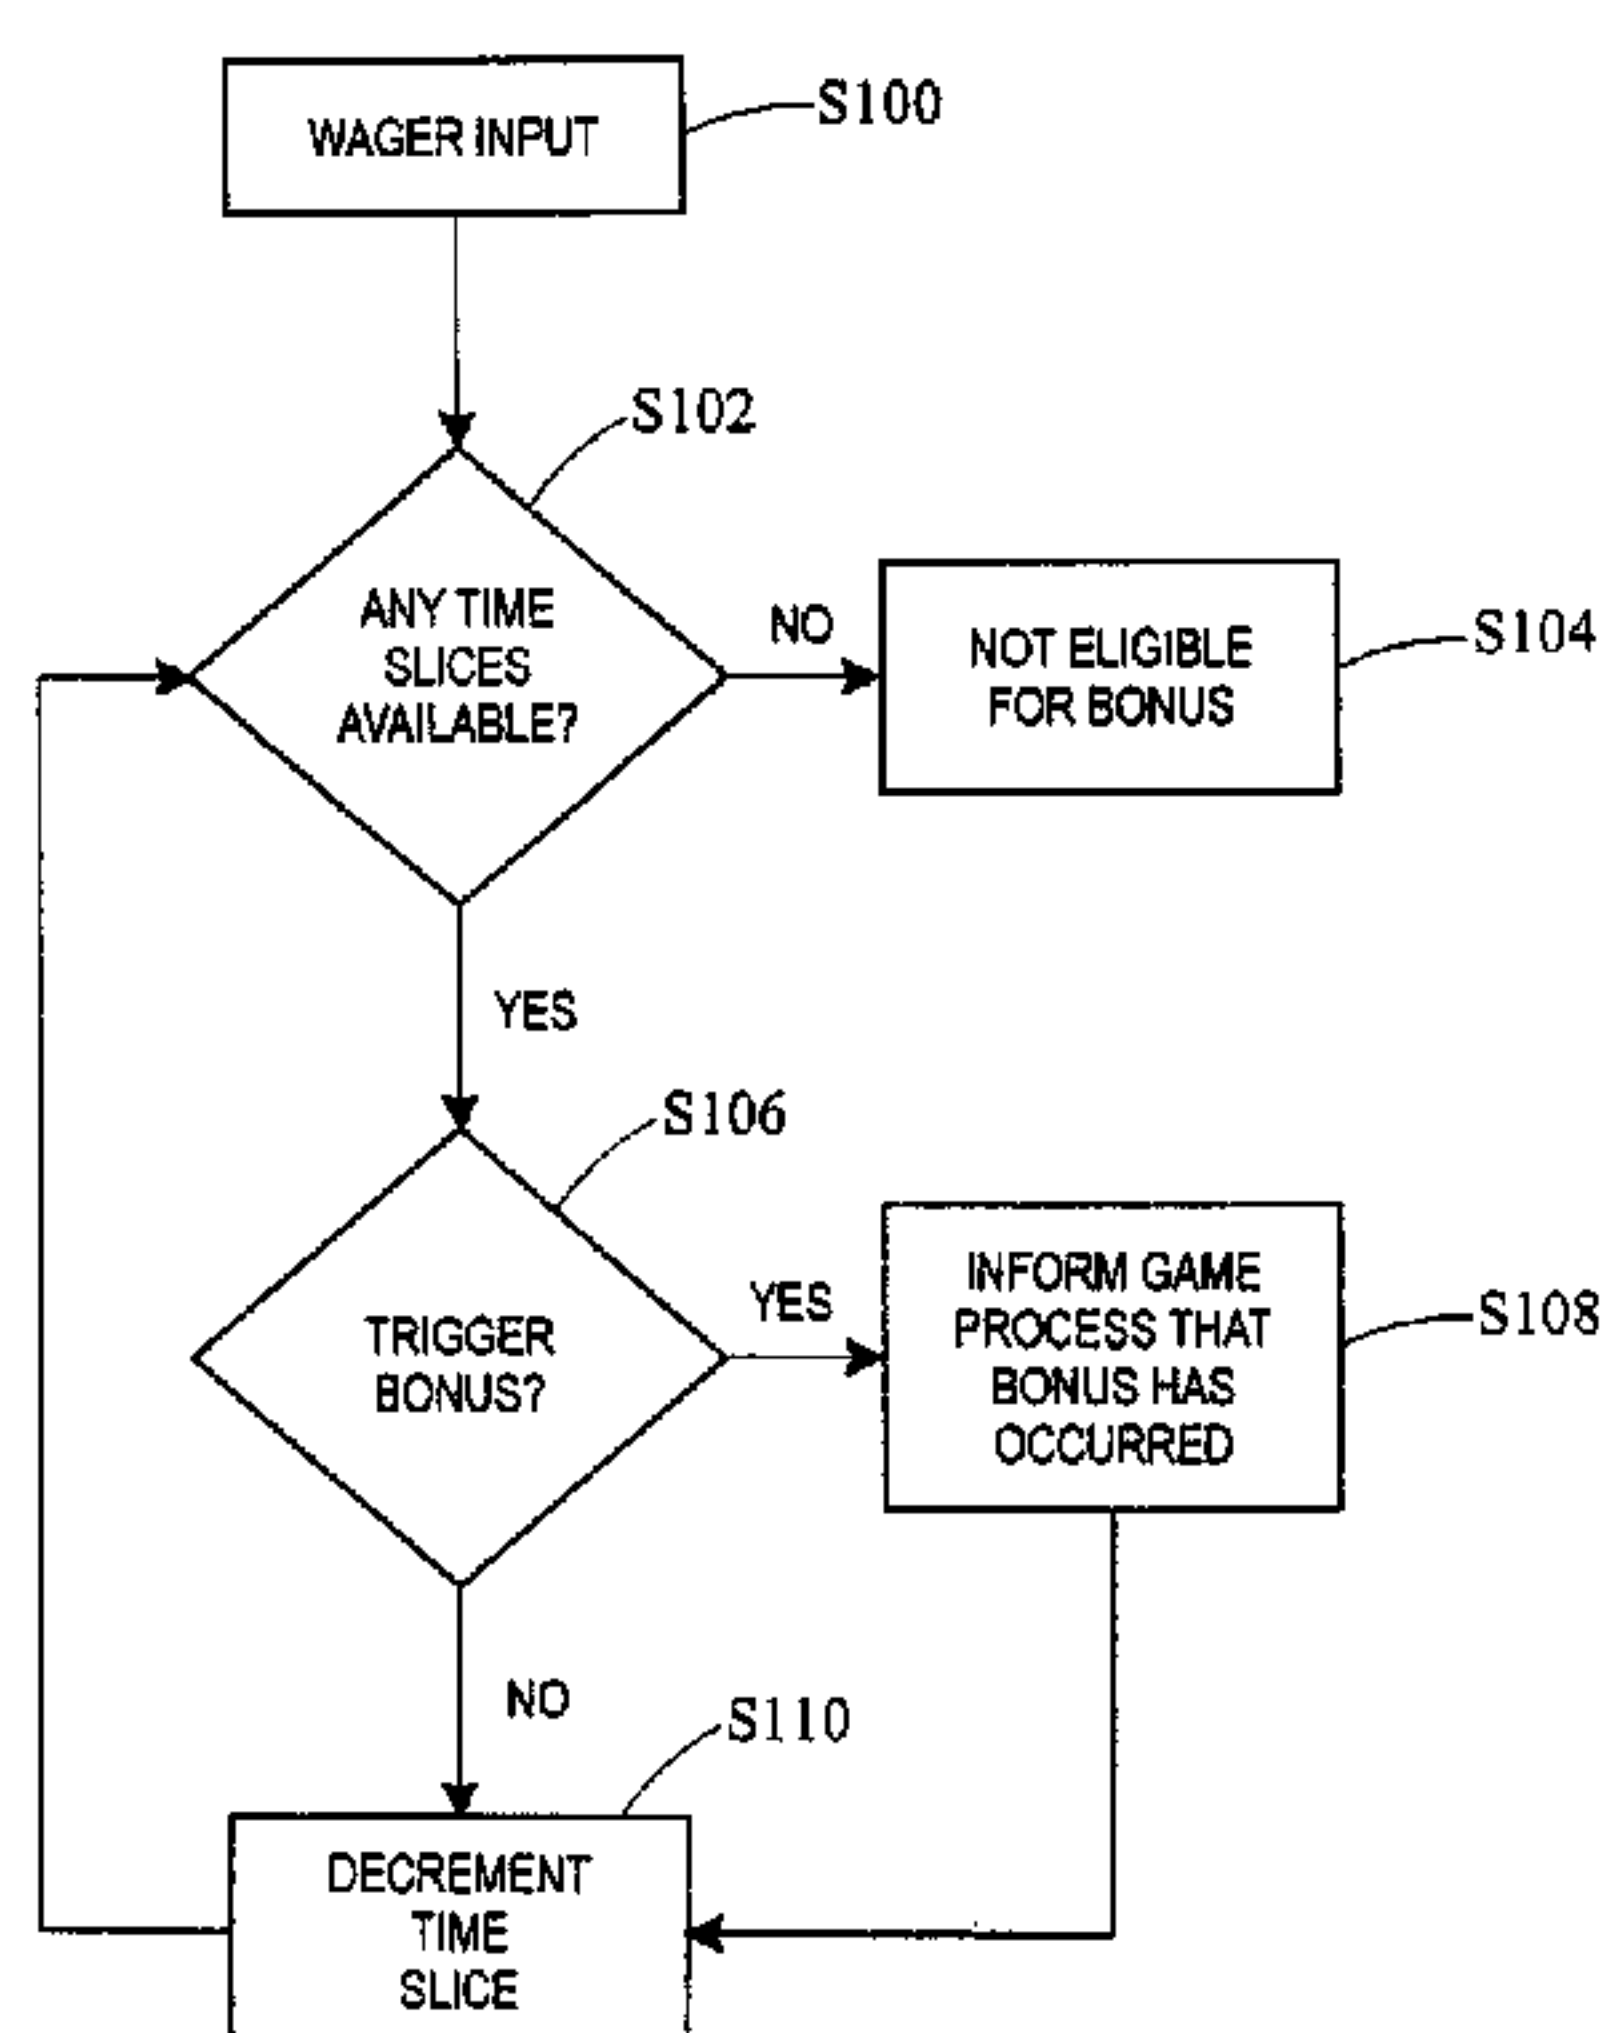 WAGER INPUT
S100
S102
ANY TIME
SLICES
AVAILABLE?
NO
NOT ELIGIBLE
FOR BONUS
S104
YES
S106
TRIGGER
BONUS?
YES
INFORM GAME
PROCESS THAT
BONUS HAS
OCCURRED
S108
NO
S110
DECREMENT
TIME
SLICE